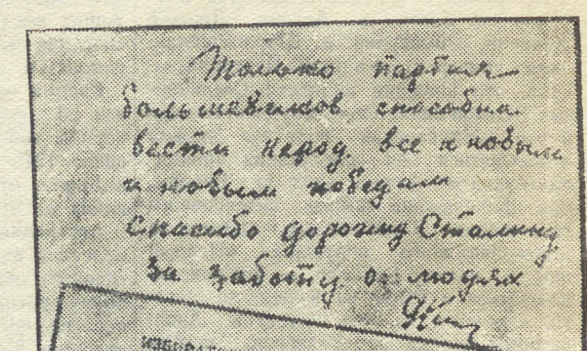 Только партия
большевиков способна
вести народ все к новым
и новым победам
спасибо дорогому Сталину
за заботу о людях